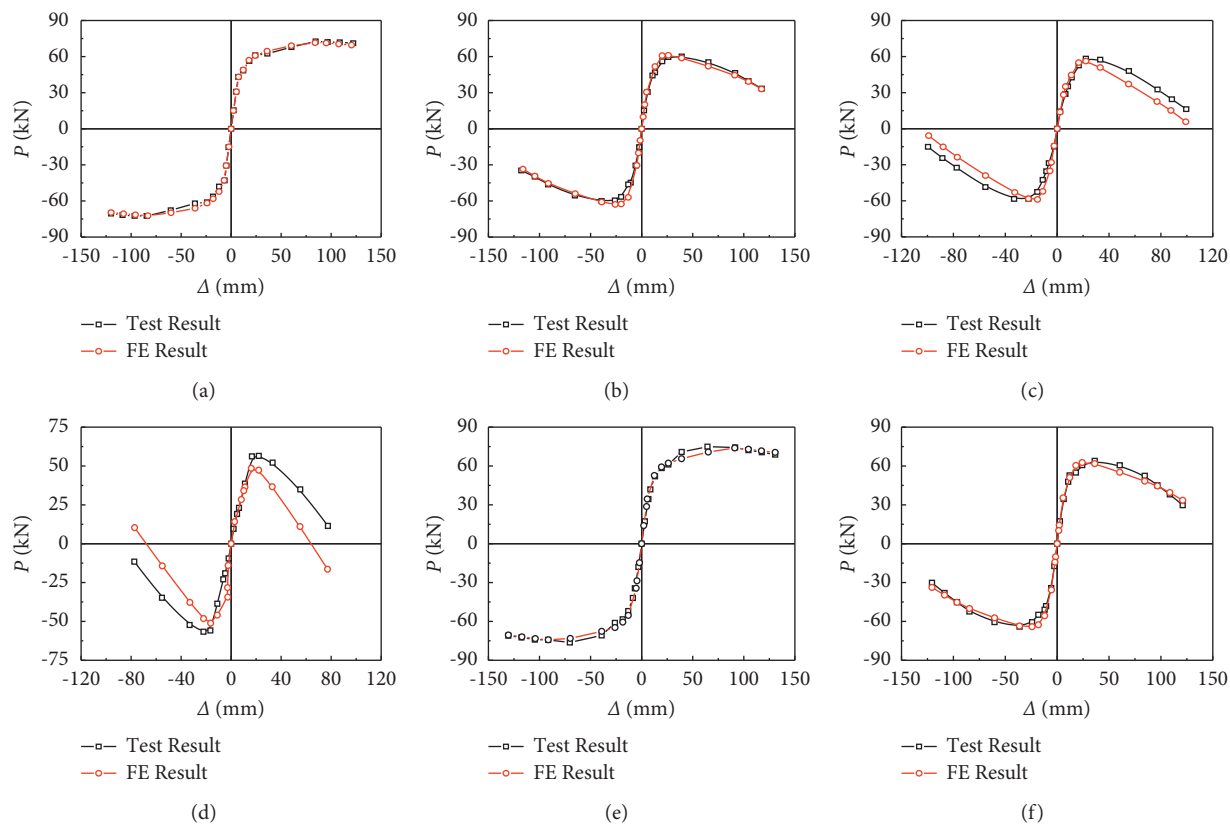 90
60
30
0
-30
-60
-90
P (kN)
-150 -100 -50 0 50 100 150
Δ (mm)
Test Result
FE Result
(a)
90
60
30
0
-30
-60
-90
P (kN)
-150 -100 -50 0 50 100 150
Δ (mm)
Test Result
FE Result
(b)
90
60
30
0
-30
-60
-90
P (kN)
-120 -80 -40 0 40 80 120
Δ (mm)
Test Result
FE Result
(c)
75
50
25
0
-25
-50
-75
P (kN)
-120 -80 -40 0 40 80 120
Δ (mm)
Test Result
FE Result
(d)
90
60
30
0
-30
-60
-90
P (kN)
-150 -100 -50 0 50 100 150
Δ (mm)
Test Result
FE Result
(e)
90
60
30
0
-30
-60
-90
P (kN)
-150 -100 -50 0 50 100 150
Δ (mm)
Test Result
FE Result
(f)